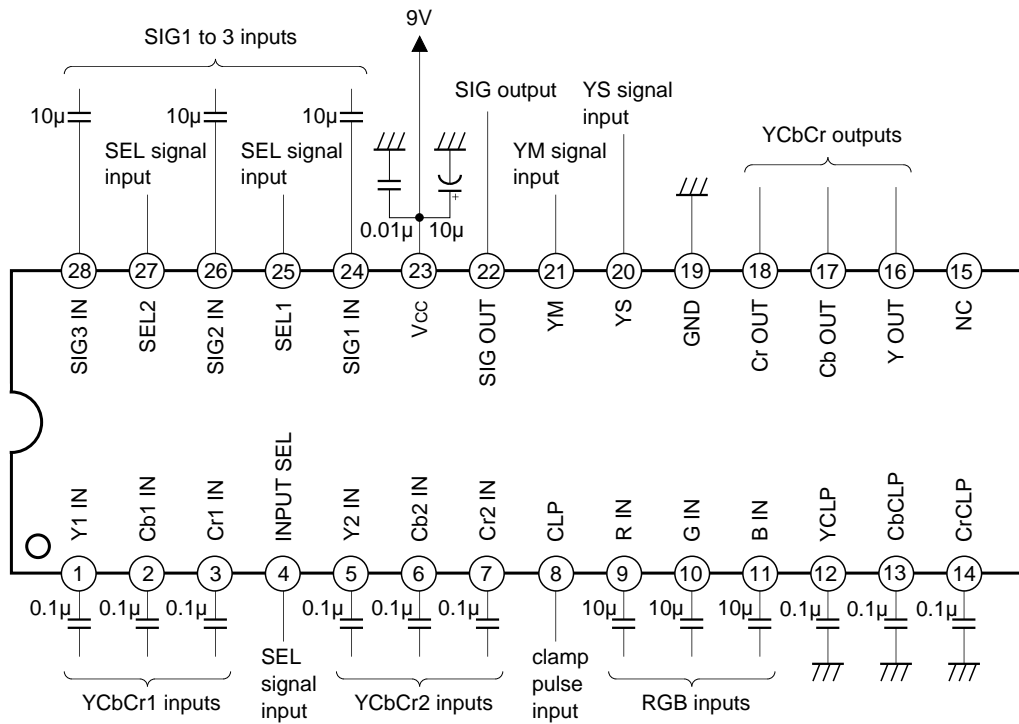 9V
SIG1 to 3 inputs
SIG output
YS signal
input
YCbCr outputs
10μ
10μ
10μ
SEL signal
input
SEL signal
input
YM signal
input
0.01μ
10μ
+
28
27
26
25
24
23
22
21
20
19
18
17
16
15
SIG3 IN
SEL2
SIG2 IN
SEL1
SIG1 IN
VCC
SIG OUT
YM
YS
GND
Cr OUT
Cb OUT
Y OUT
NC
Y1 IN
Cb1 IN
Cr1 IN
INPUT SEL
Y2 IN
Cb2 IN
Cr2 IN
CLP
R IN
G IN
B IN
YCLP
CbCLP
CrCLP
1
2
3
4
5
6
7
8
9
10
11
12
13
14
0.1μ
0.1μ
0.1μ
0.1μ
0.1μ
0.1μ
10μ
10μ
10μ
0.1μ
0.1μ
0.1μ
YCbCr1 inputs
SEL
signal
input
YCbCr2 inputs
clamp
pulse
input
RGB inputs